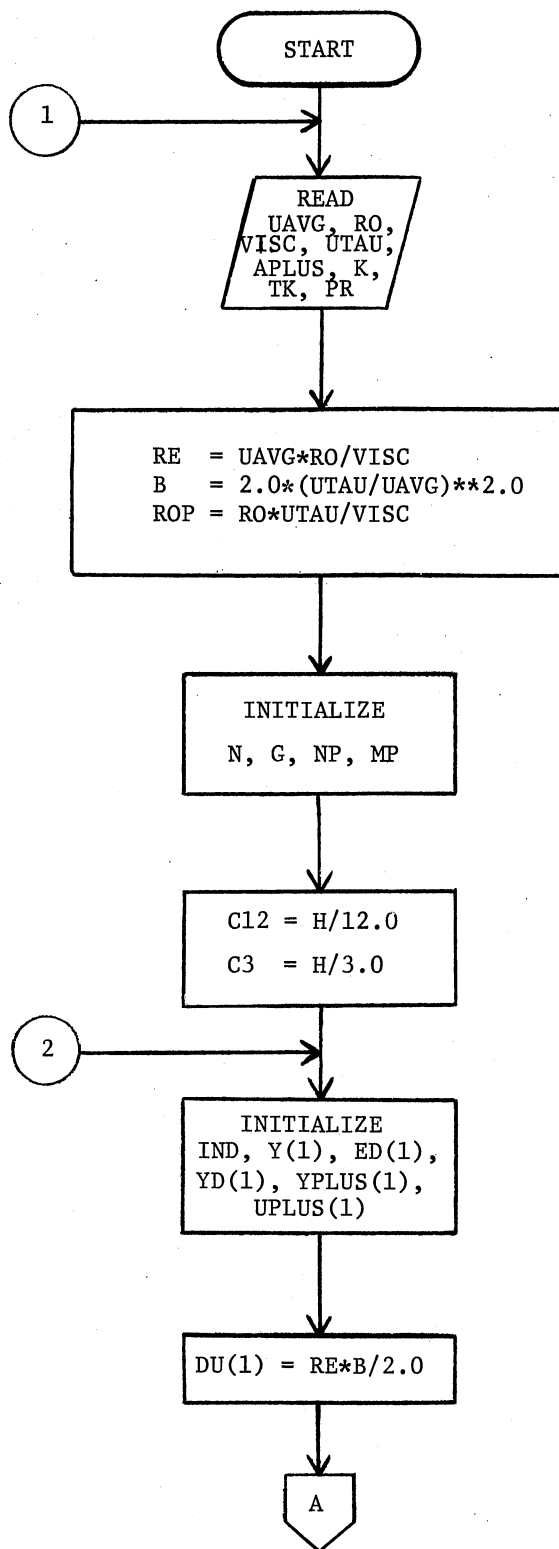 START
1
READ
UAVG, RO,
VISC, UTAU,
APLUS, K,
TK, PR
RE = UAVG*RO/VISC
B = 2.0*(UTAU/UAVG)**2.0
ROP = RO*UTAU/VISC
INITIALIZE
N, G, NP, MP
C12 = H/12.0
C3 = H/3.0
2
INITIALIZE
IND, Y(1), ED(1),
YD(1), YPLUS(1),
UPLUS(1)
DU(1) = RE*B/2.0
A